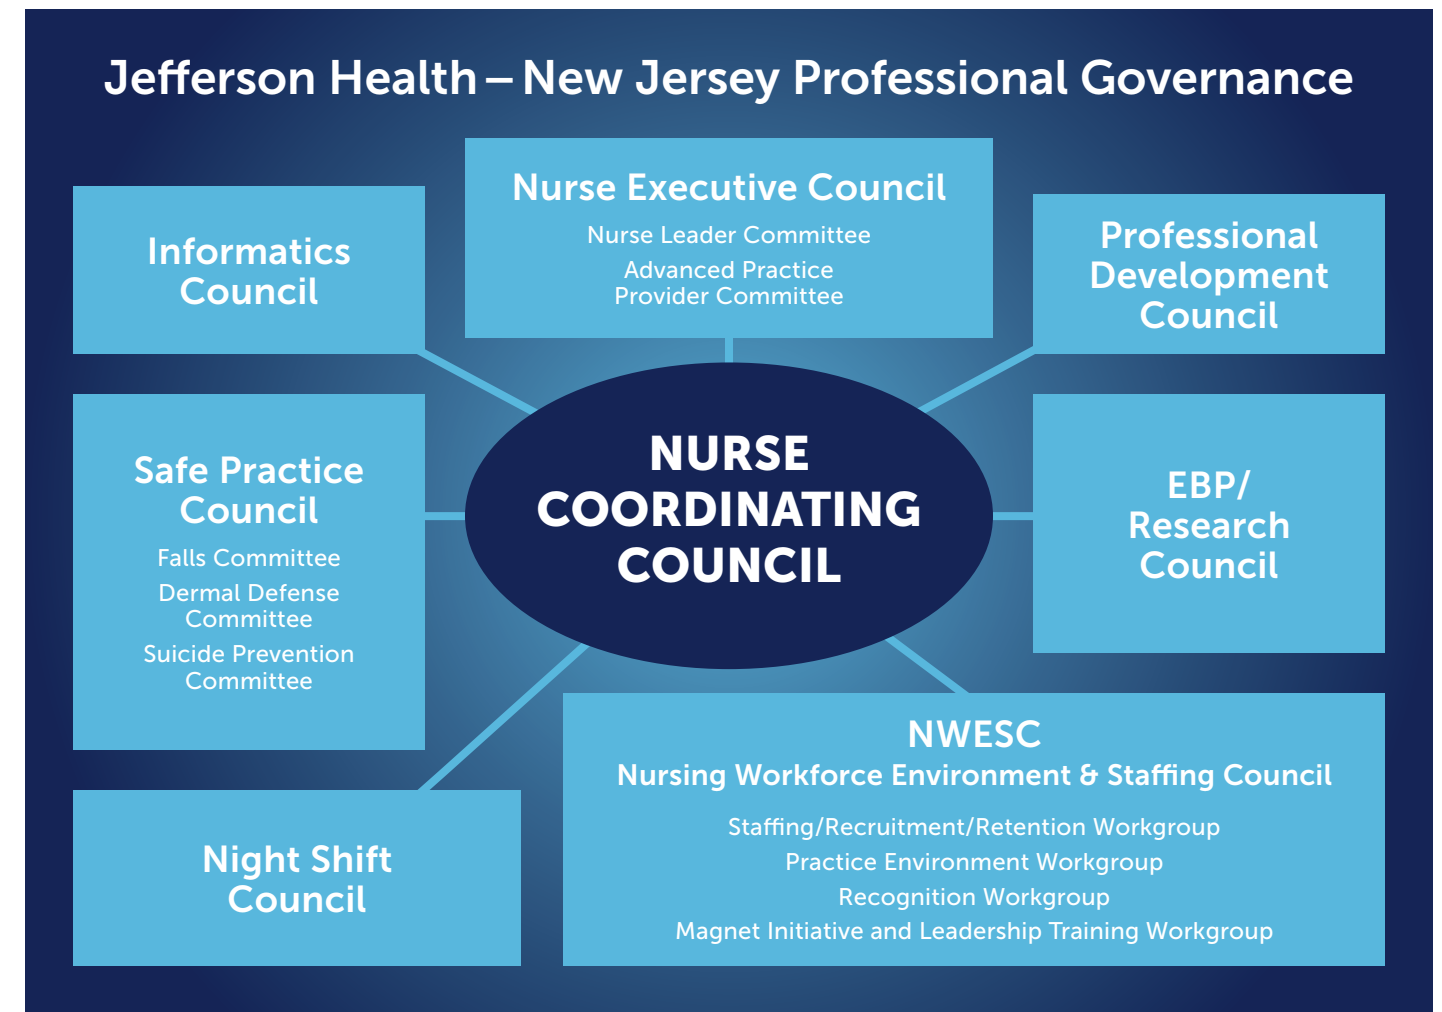 Jefferson Health – New Jersey Professional Governance
Nurse Executive Council
Nurse Leader Committee
Advanced Practice
Provider Committee
Informatics
Council
Professional
Development
Council
Safe Practice
Council
Falls Committee
Dermal Defense
Committee
Suicide Prevention
Committee
NURSE
COORDINATING
COUNCIL
EBP/
Research
Council
Night Shift
Council
NWESC
Nursing Workforce Environment & Staffing Council
Staffing/Recruitment/Retention Workgroup
Practice Environment Workgroup
Recognition Workgroup
Magnet Initiative and Leadership Training Workgroup